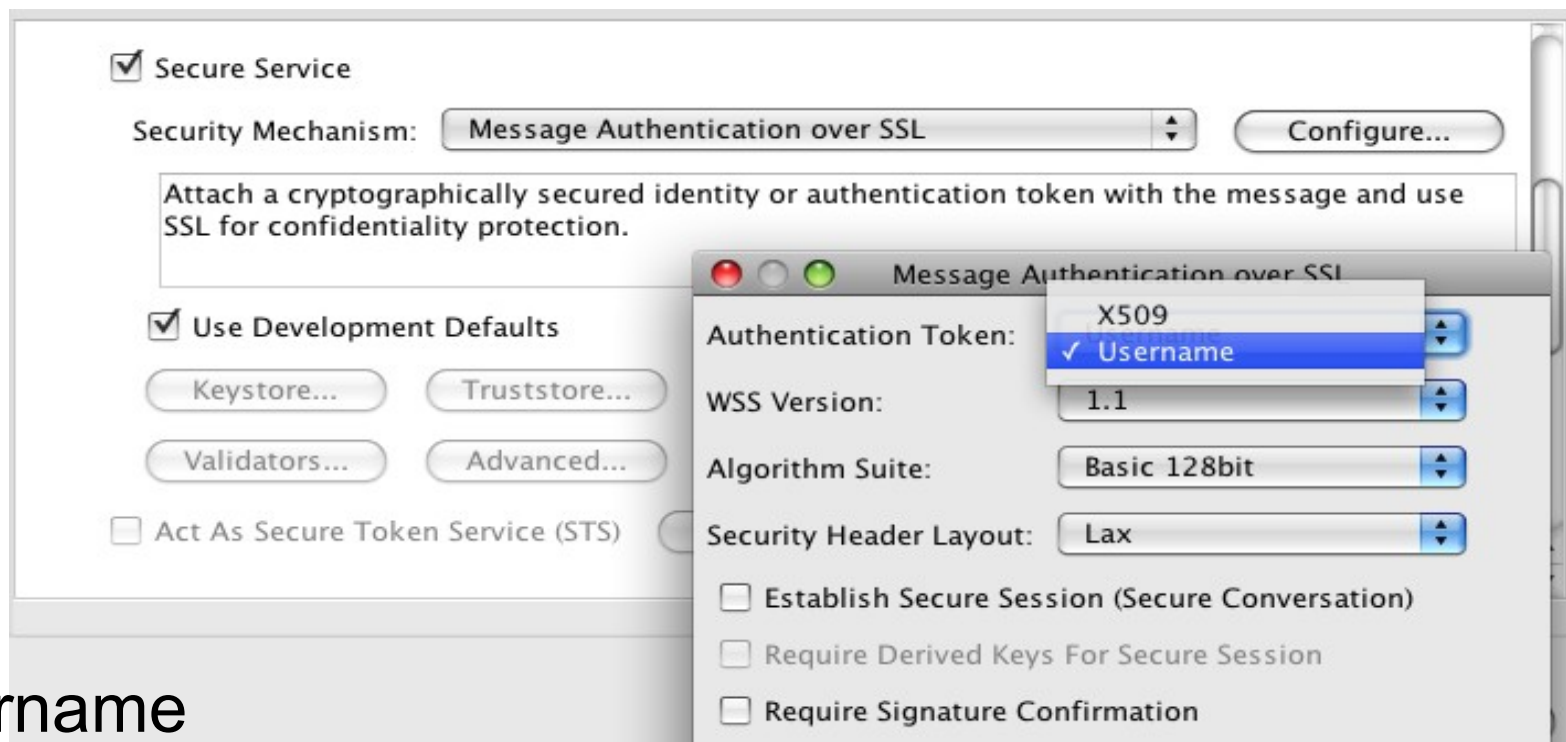 Secure Service
Security Mechanism: Message Authentication over SSL Configure...
Attach a cryptographically secured identity or authentication token with the message and use
SSL for confidentiality protection.
Use Development Defaults
Keystore... Truststore...
Validators... Advanced...
Act As Secure Token Service (STS)
Message Authentication over SSL
Authentication Token:
X509
✓ Username
WSS Version: 1.1
Algorithm Suite: Basic 128bit
Security Header Layout: Lax
Establish Secure Session (Secure Conversation)
Require Derived Keys For Secure Session
Require Signature Confirmation
rname